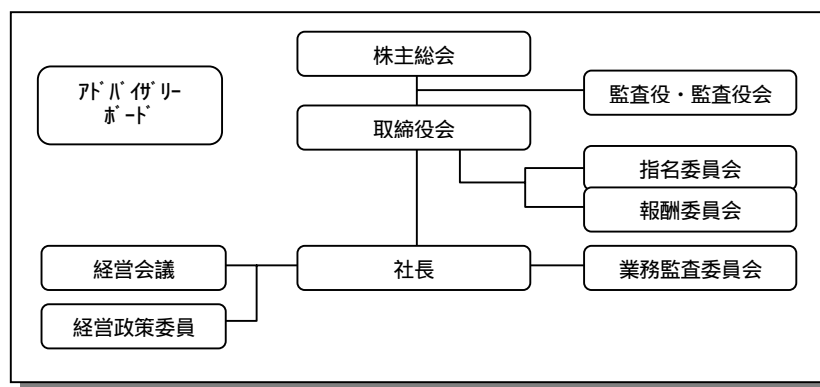 株主総会
ｱﾄﾞﾊﾞｲｻﾞﾘｰ
ﾎﾞｰﾄﾞ
監査役・監査役会
取締役会
指名委員会
報酬委員会
経営会議
社長
業務監査委員会
経営政策委員